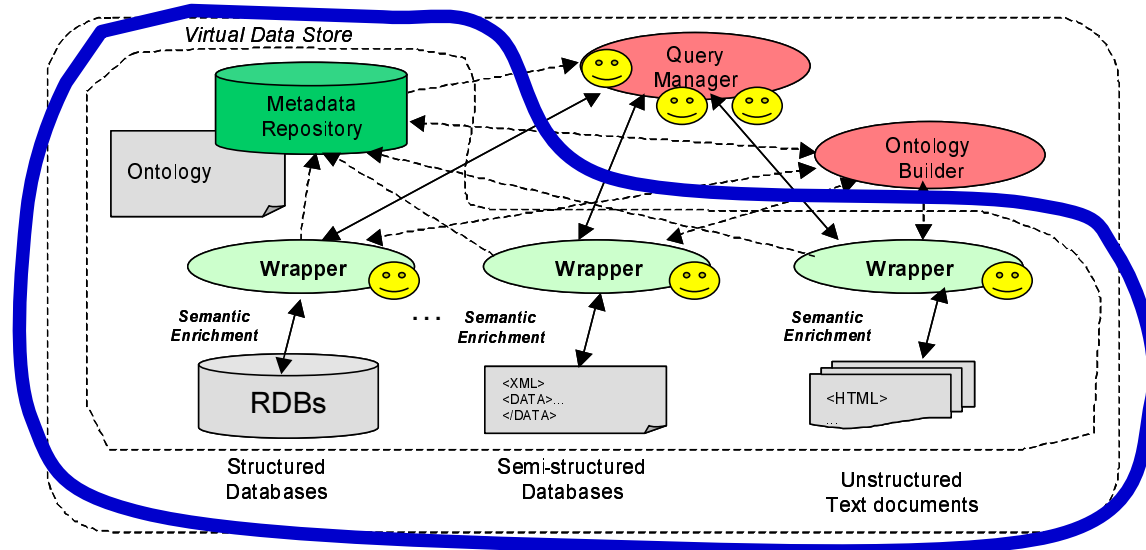 Virtual Data Store
Query
Manager
Metadata
Repository
Ontology
Ontology
Builder
Wrapper
Wrapper
Wrapper
Semantic
Enrichment
...
Semantic
Enrichment
Semantic
Enrichment
RDBs
<XML>
<DATA>...
</DATA>
<HTML>
...
Structured
Databases
Semi-structured
Databases
Unstructured
Text documents